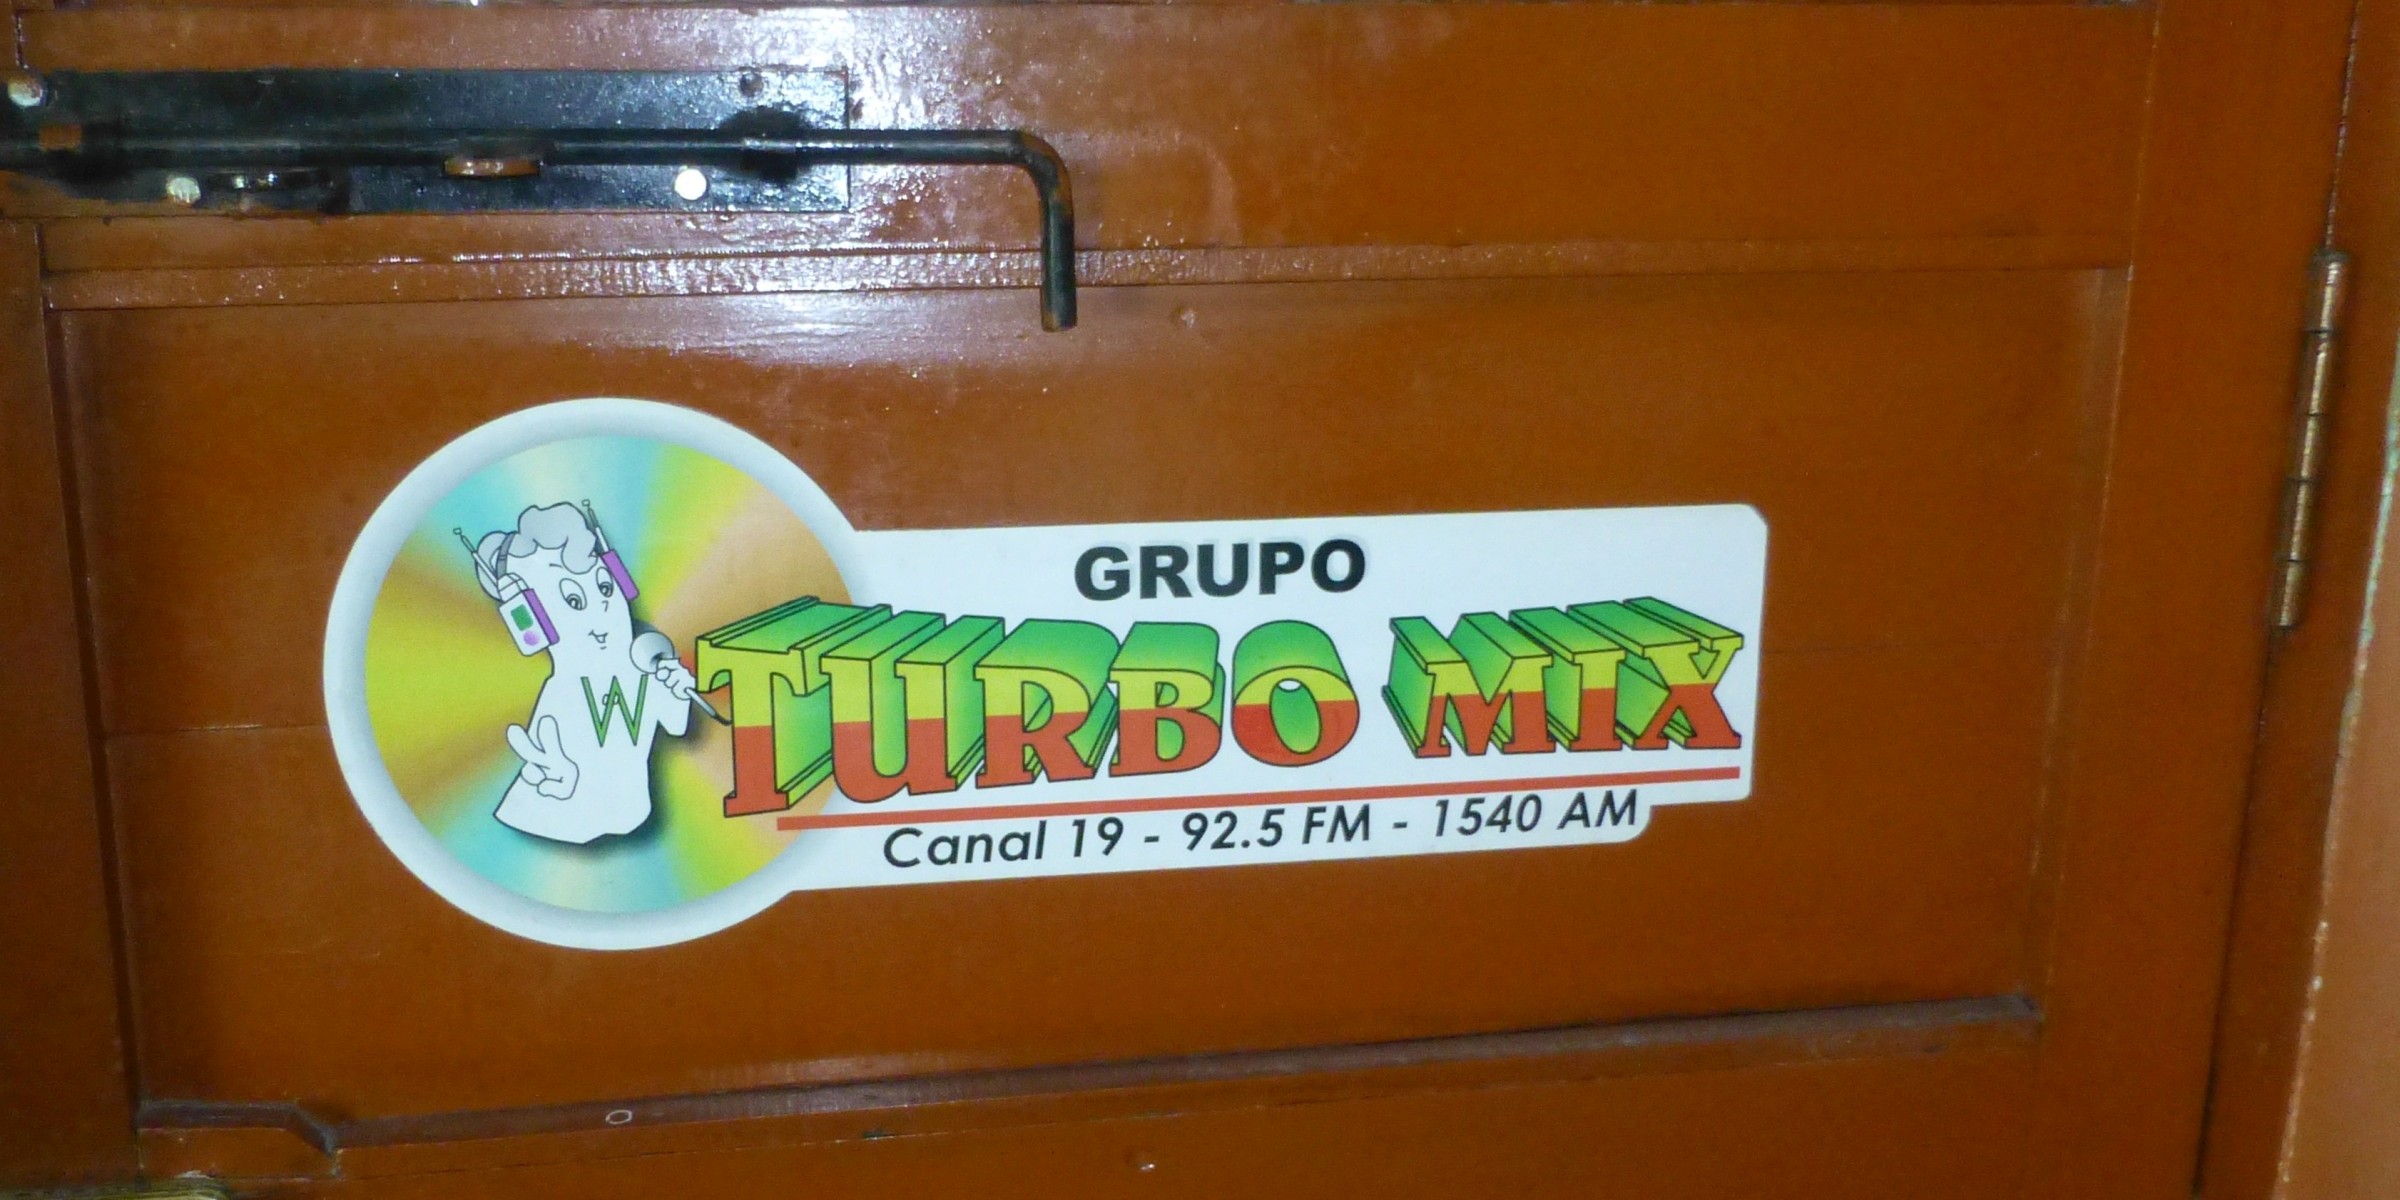 GRUPO
TURBO MIX
Canal 19 - 92.5 FM - 1540 AM
W